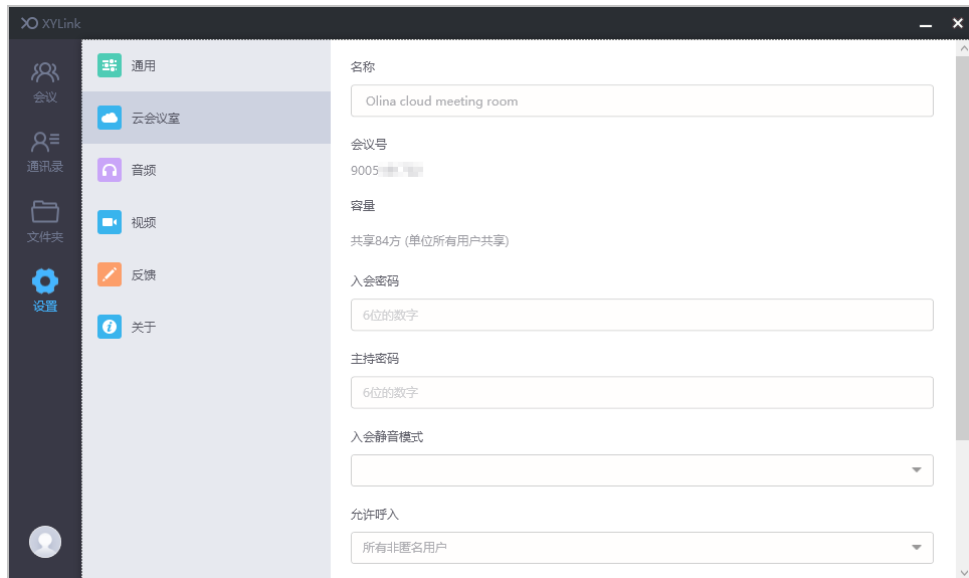 XYLink
会议
通讯录
文件夹
设置
通用
云会议室
音频
视频
反馈
关于
名称
Olina cloud meeting room
会议号
9005
容量
共享84方 (单位所有用户共享)
入会密码
6位的数字
主持密码
6位的数字
入会静音模式
允许呼入
所有非匿名用户